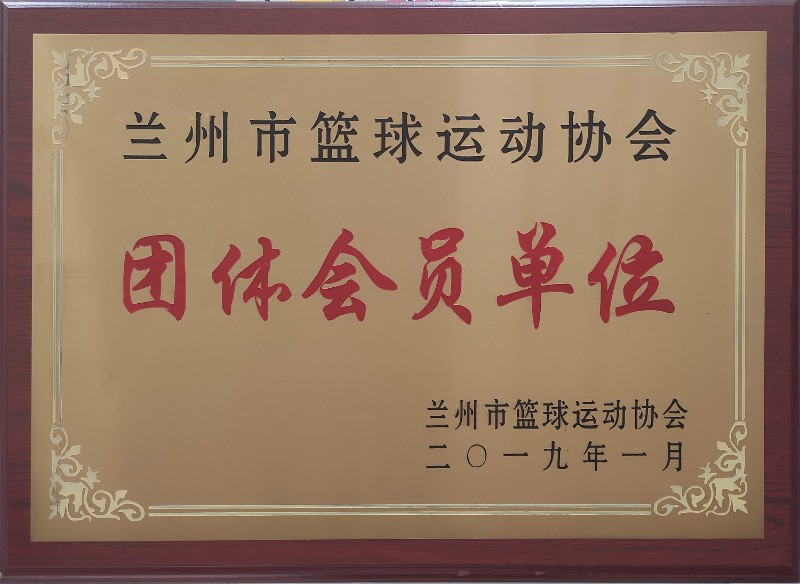 兰州市篮球运动协会
团体会员单位
兰州市篮球运动协会
二〇一九年一月